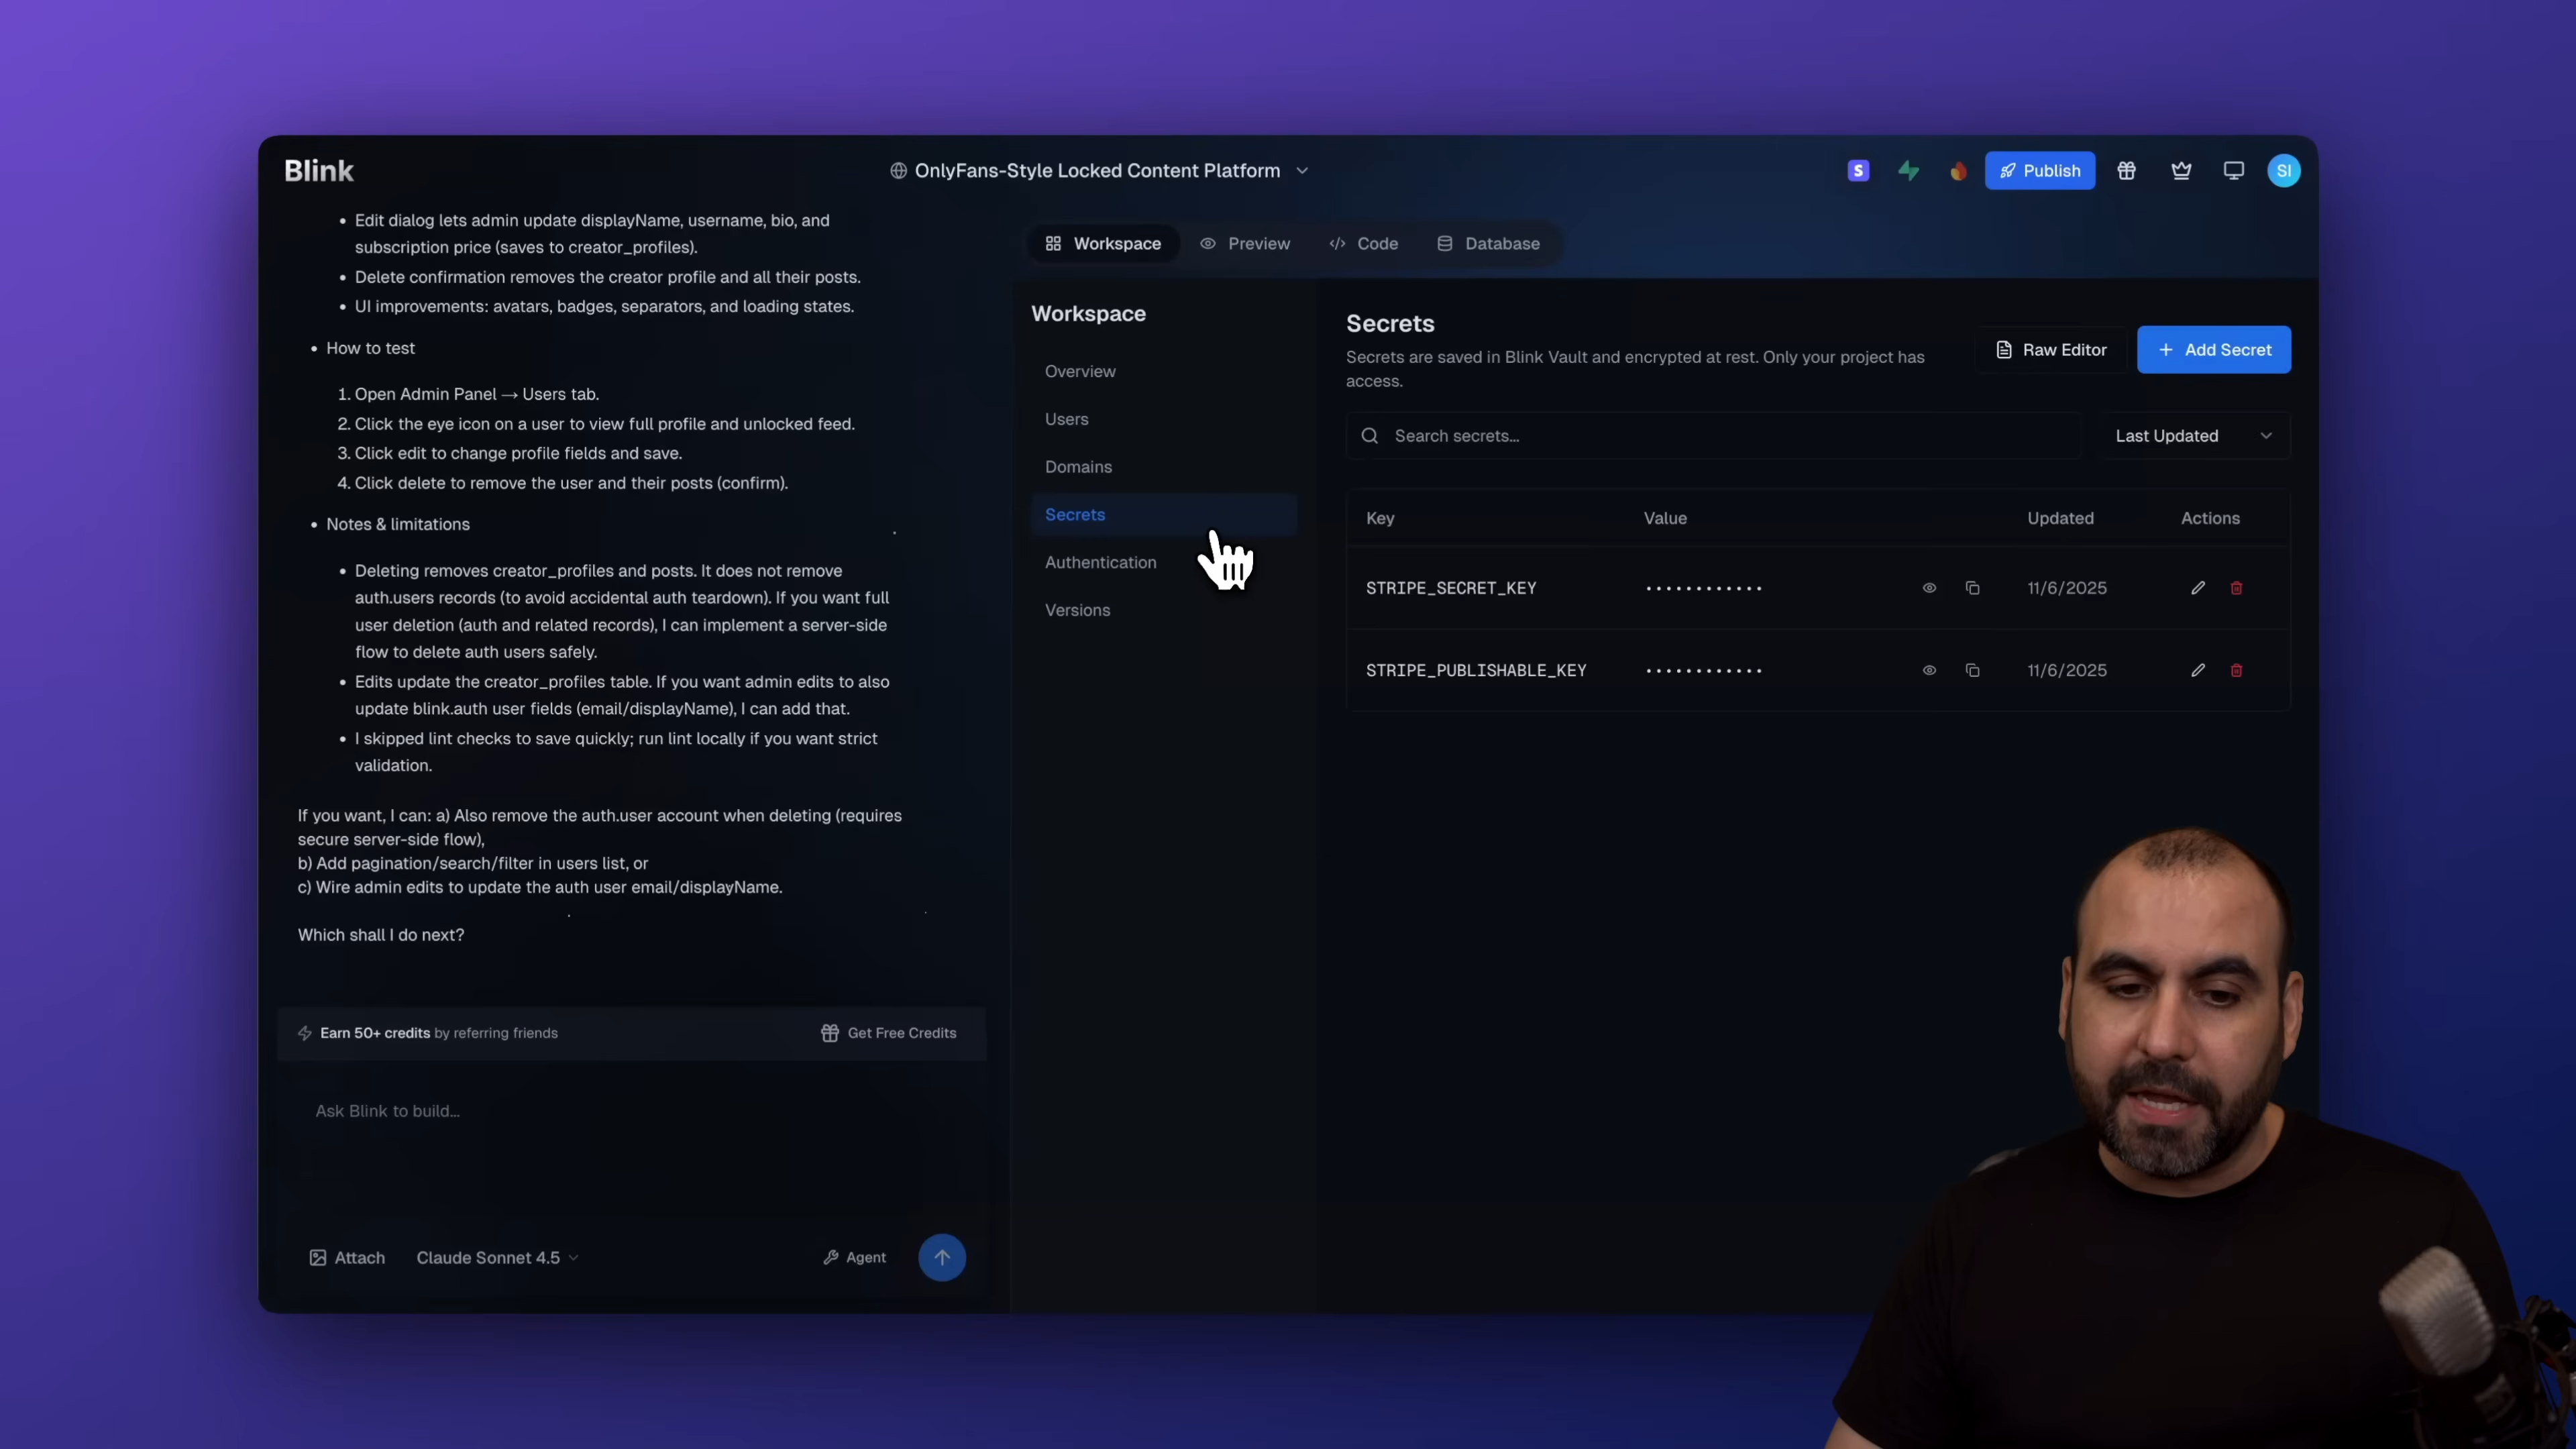 Blink
OnlyFans-Style Locked Content Platform
S
Publish
SI
• Edit dialog lets admin update displayName, username, bio, and
subscription price (saves to creator_profiles).
• Delete confirmation removes the creator profile and all their posts.
• UI improvements: avatars, badges, separators, and loading states.
• How to test
1. Open Admin Panel → Users tab.
2. Click the eye icon on a user to view full profile and unlocked feed.
3. Click edit to change profile fields and save.
4. Click delete to remove the user and their posts (confirm).
• Notes & limitations
• Deleting removes creator_profiles and posts. It does not remove
auth.users records (to avoid accidental auth teardown). If you want full
user deletion (auth and related records), I can implement a server-side
flow to delete auth users safely.
• Edits update the creator_profiles table. If you want admin edits to also
update blink.auth user fields (email/displayName), I can add that.
• I skipped lint checks to save quickly; run lint locally if you want strict
validation.
If you want, I can: a) Also remove the auth.user account when deleting (requires
secure server-side flow),
b) Add pagination/search/filter in users list, or
c) Wire admin edits to update the auth user email/displayName.
Which shall I do next?
Earn 50+ credits by referring friends
Get Free Credits
Ask Blink to build...
Attach
Claude Sonnet 4.5
Agent
Workspace
Preview
Code
Database
Workspace
Overview
Users
Domains
Secrets
Authentication
Versions
Secrets
Secrets are saved in Blink Vault and encrypted at rest. Only your project has
access.
Raw Editor
+ Add Secret
Search secrets...
Last Updated
Key Value Updated Actions
STRIPE_SECRET_KEY •••••••••••• 11/6/2025
STRIPE_PUBLISHABLE_KEY •••••••••••• 11/6/2025